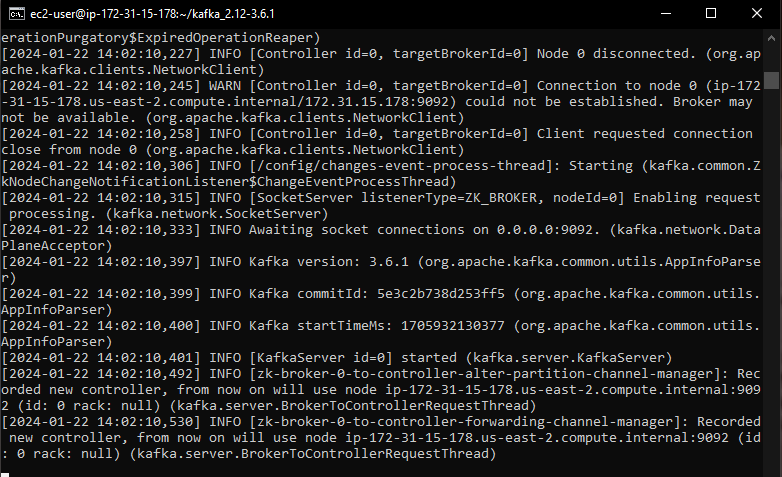 ec2-user@ip-172-31-15-178:~/kafka_2.12-3.6.1
erationPurgatory$ExpiredOperationReaper)
[2024-01-22 14:02:10,227] INFO [Controller id=0, targetBrokerId=0] Node 0 disconnected. (org.ap
ache.kafka.clients.NetworkClient)
[2024-01-22 14:02:10,245] WARN [Controller id=0, targetBrokerId=0] Connection to node 0 (ip-172
-31-15-178.us-east-2.compute.internal/172.31.15.178:9092) could not be established. Broker may
not be available. (org.apache.kafka.clients.NetworkClient)
[2024-01-22 14:02:10,258] INFO [Controller id=0, targetBrokerId=0] Client requested connection
close from node 0 (org.apache.kafka.clients.NetworkClient)
[2024-01-22 14:02:10,306] INFO [/config/changes-event-process-thread]: Starting (kafka.common.Z
kNodeChangeNotificationListener$ChangeEventProcessThread)
[2024-01-22 14:02:10,315] INFO [SocketServer listenerType=ZK_BROKER, nodeId=0] Enabling request
 processing. (kafka.network.SocketServer)
[2024-01-22 14:02:10,333] INFO Awaiting socket connections on 0.0.0.0:9092. (kafka.network.Data
PlaneAcceptor)
[2024-01-22 14:02:10,397] INFO Kafka version: 3.6.1 (org.apache.kafka.common.utils.AppInfoParse
r)
[2024-01-22 14:02:10,399] INFO Kafka commitId: 5e3c2b738d253ff5 (org.apache.kafka.common.utils.
AppInfoParser)
[2024-01-22 14:02:10,400] INFO Kafka startTimeMs: 1705932130377 (org.apache.kafka.common.utils.
AppInfoParser)
[2024-01-22 14:02:10,401] INFO [KafkaServer id=0] started (kafka.server.KafkaServer)
[2024-01-22 14:02:10,492] INFO [zk-broker-0-to-controller-alter-partition-channel-manager]: Rec
orded new controller, from now on will use node ip-172-31-15-178.us-east-2.compute.internal:909
2 (id: 0 rack: null) (kafka.server.BrokerToControllerRequestThread)
[2024-01-22 14:02:10,530] INFO [zk-broker-0-to-controller-forwarding-channel-manager]: Recorded
 new controller, from now on will use node ip-172-31-15-178.us-east-2.compute.internal:9092 (id
: 0 rack: null) (kafka.server.BrokerToControllerRequestThread)